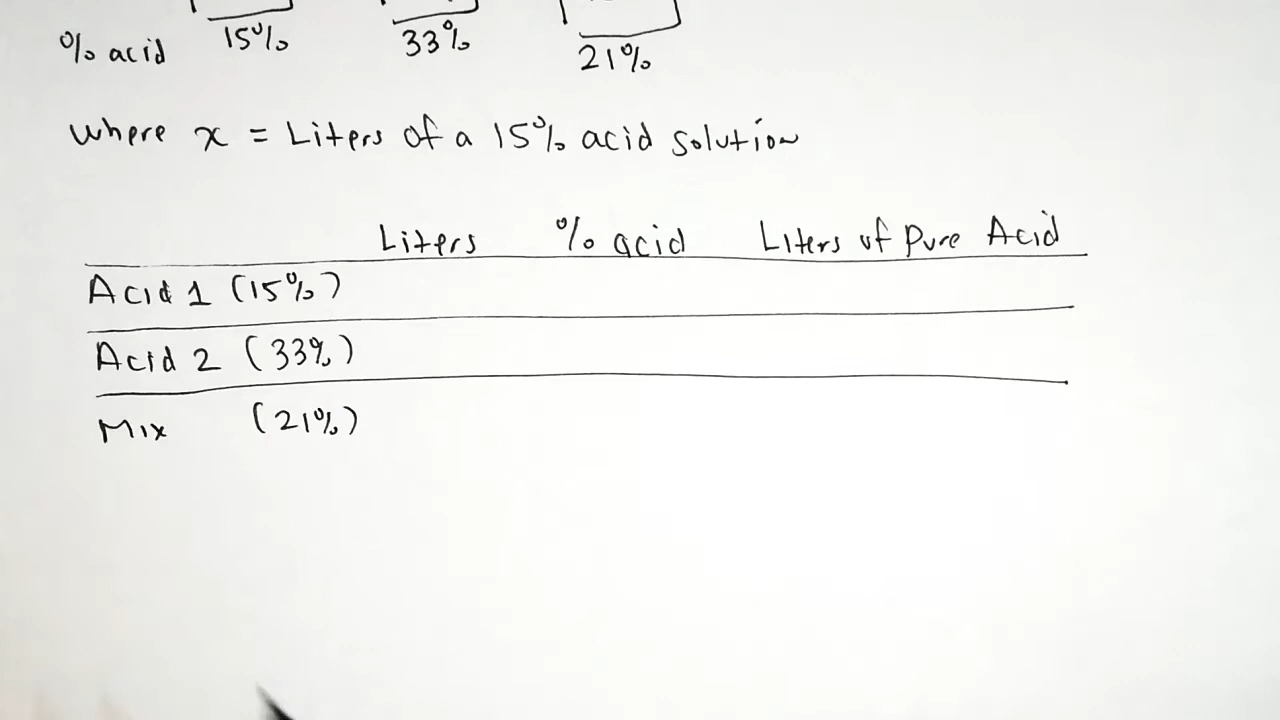 % acid 15% 33% 21%
where x = Liters of a 15% acid solution
Liters % acid Liters of Pure Acid
Acid 1 (15%)
Acid 2 (33%)
Mix (21%)